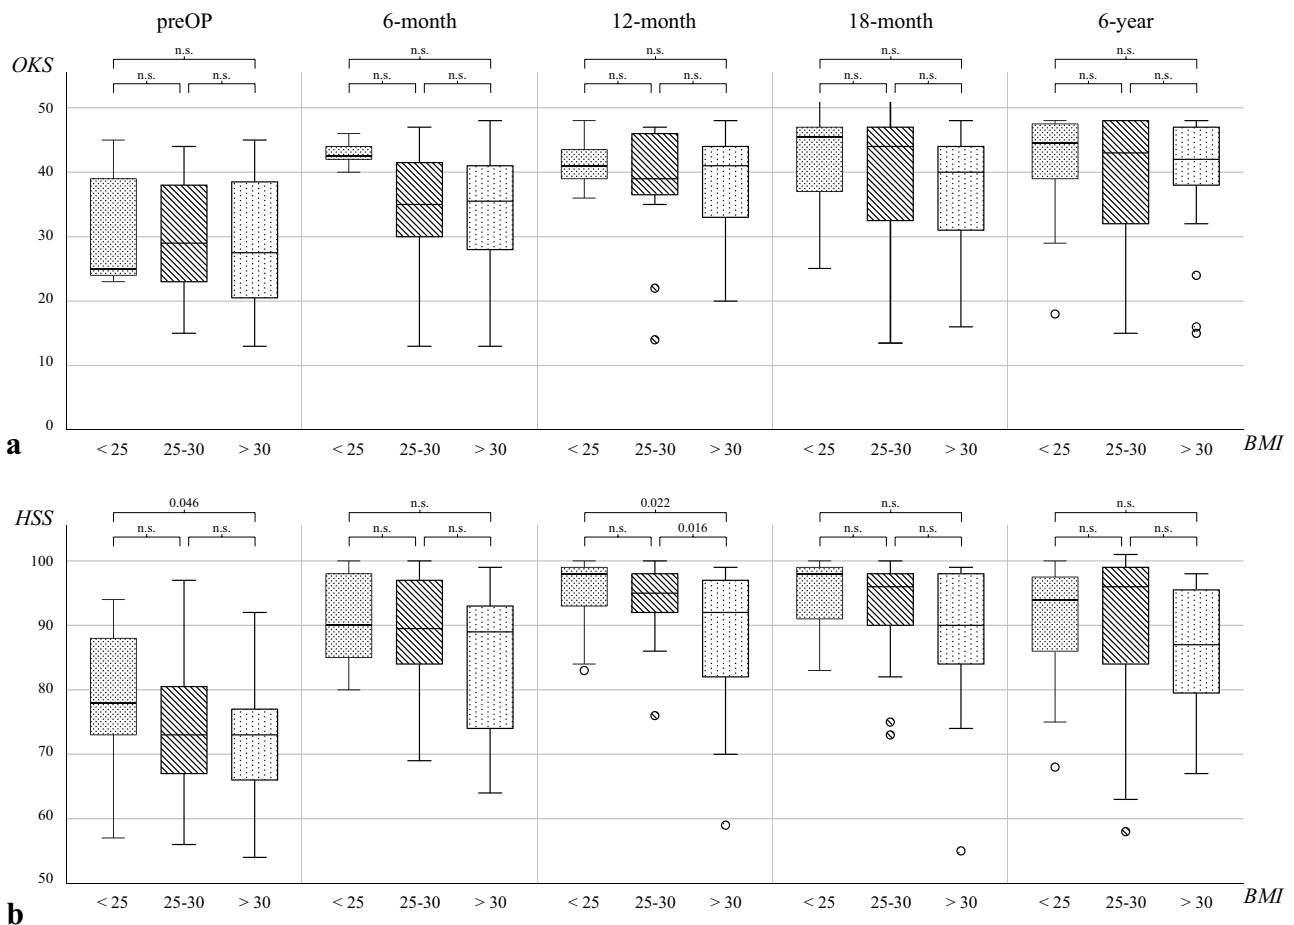 preOP 6-month 12-month 18-month 6-year
n.s. n.s. n.s. n.s. n.s.
OKS
n.s. n.s. n.s. n.s. n.s. n.s. n.s. n.s. n.s. n.s.
50
40
30
20
10
0
a
< 25 25-30 > 30 < 25 25-30 > 30 < 25 25-30 > 30 < 25 25-30 > 30 < 25 25-30 > 30 BMI
0.046 n.s. 0.022 n.s. n.s.
HSS
n.s. n.s. n.s. n.s. n.s. 0.016 n.s. n.s. n.s. n.s.
100
90
80
70
60
50
< 25 25-30 > 30 < 25 25-30 > 30 < 25 25-30 > 30 < 25 25-30 > 30 < 25 25-30 > 30 BMI
b